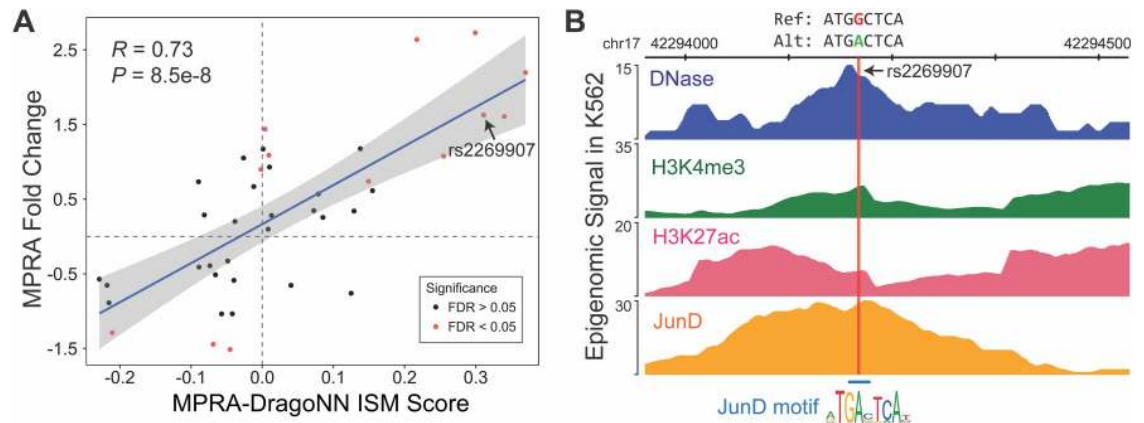 A
R = 0.73
P = 8.5e-8
2.5
1.5
0.5
-0.5
-1.5
MPRA Fold Change
rs2269907
Significance
FDR > 0.05
FDR < 0.05
-0.2 -0.1 0.0 0.1 0.2 0.3
MPRA-DragoNN ISM Score
B
Ref: ATGGCTCA
Alt: ATGACTCA
chr17 42294000 42294500
Epigenomic Signal in K562
15
DNase
rs2269907
35
H3K4me3
20
H3K27ac
30
JunD
JunD motif
ATGACTCAT